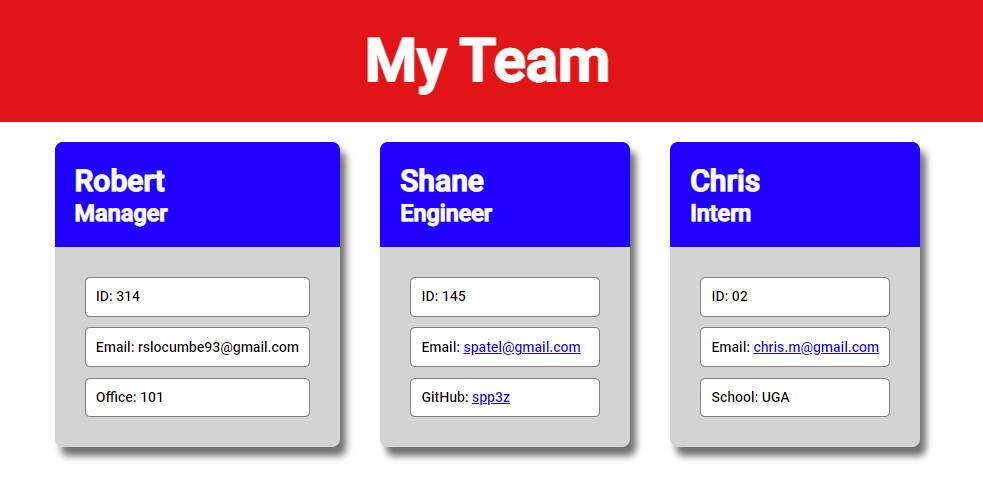 My Team
Robert
Manager
ID: 314
Email: rslocumbe93@gmail.com
Office: 101
Shane
Engineer
ID: 145
Email: spatel@gmail.com
GitHub: spp3z
Chris
Intern
ID: 02
Email: chris.m@gmail.com
School: UGA